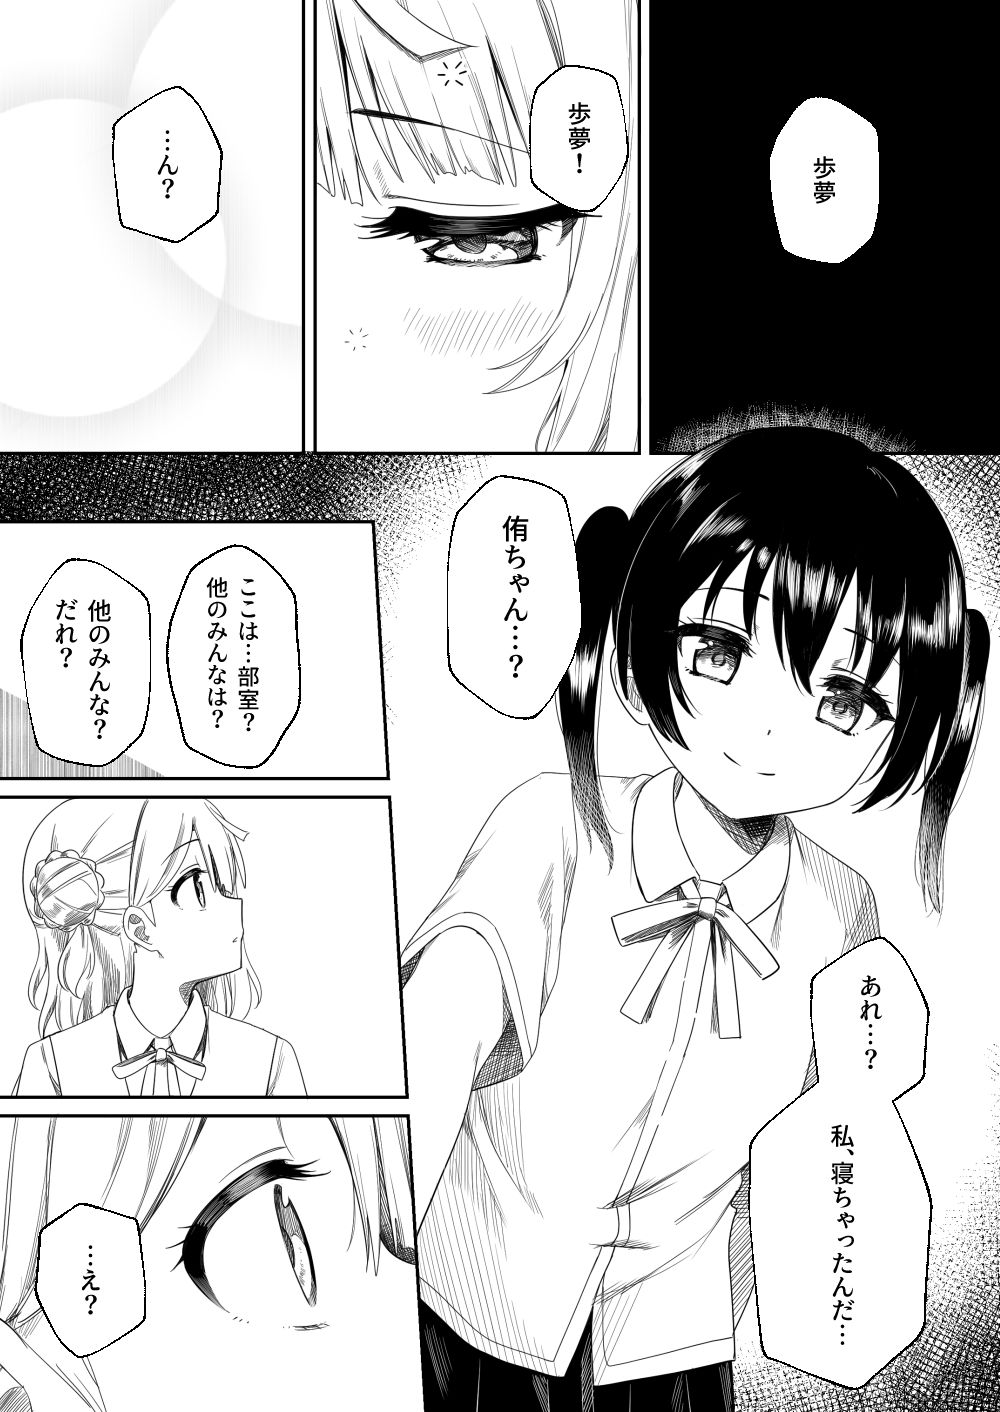 歩夢
歩夢！
…ん？
侑ちゃん…？
あれ…？
私、寝ちゃったんだ…
ここは…部室？
他のみんなは？
他のみんな？
だれ？
…え？